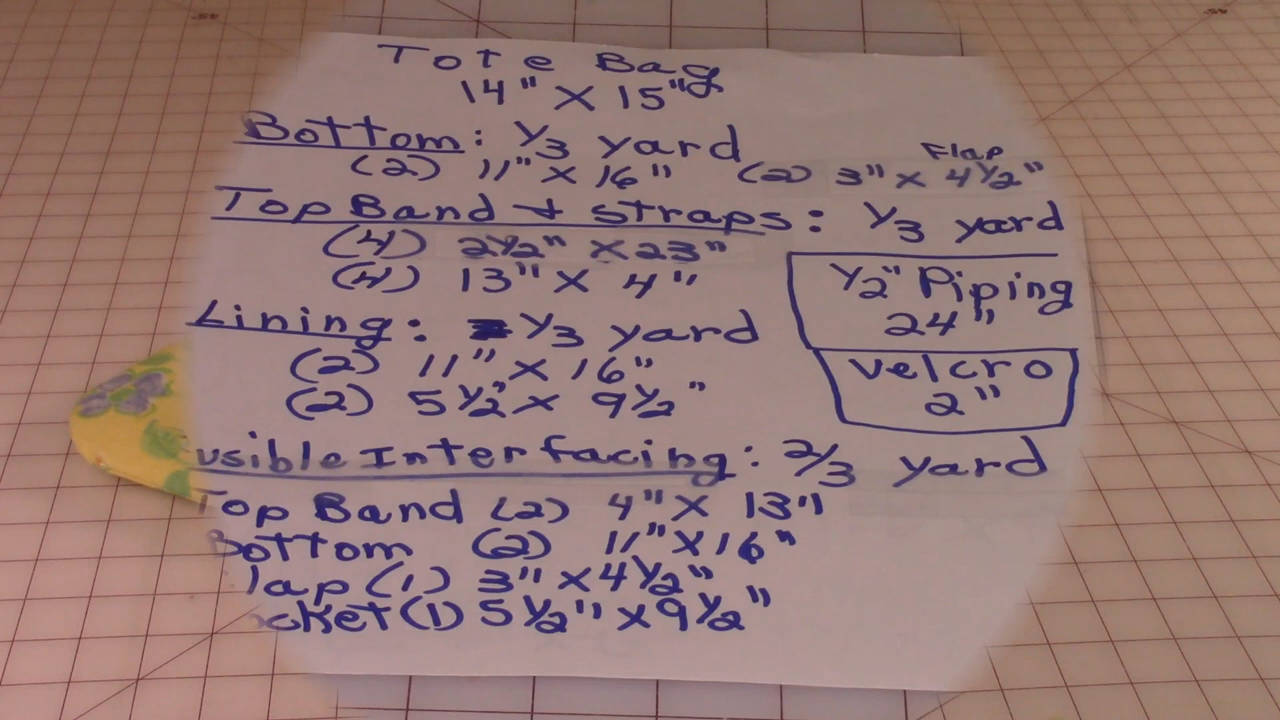 Tote Bag
14" X 15"
Bottom: 1/3 yard
(2) 11" X 16"
Flap
(2) 3" X 4 1/2"
Top Band + straps: 1/3 yard
(4) 2 1/2" X 23"
(4) 13" X 4"
1/2" Piping
24"
Velcro
2"
Lining: 1/3 yard
(2) 11" X 16"
(2) 5 1/2" X 9 1/2"
usible Interfacing: 2/3 yard
Top Band (2) 4" X 13"
Bottom (2) 11" X 16"
lap (1) 3" X 4 1/2"
ocket (1) 5 1/2" X 9 1/2"